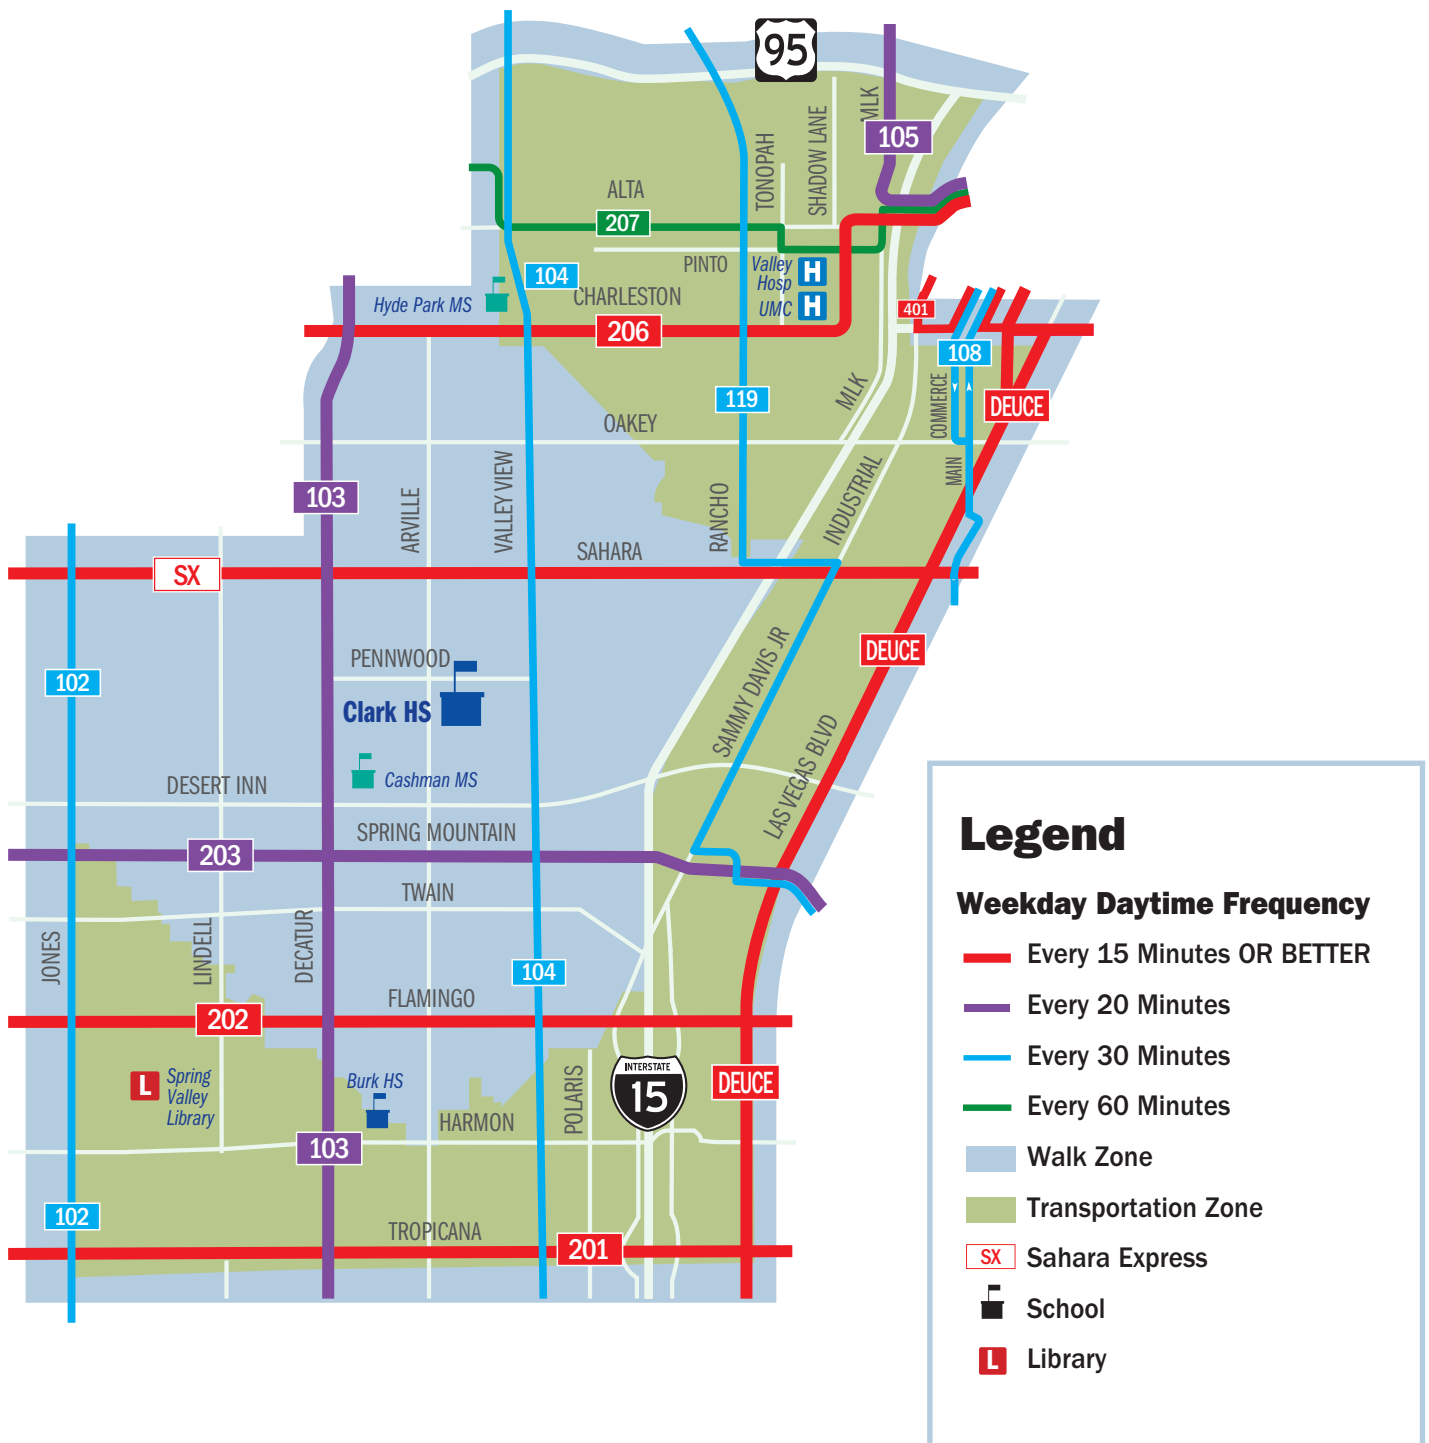 95
MLK
105
TONOPAH
SHADOW LANE
ALTA
207
PINTO
Valley
Hosp
H
UMC
H
104
Hyde Park MS
CHARLESTON
206
401
108
119
MLK
COMMERCE
DEUCE
OAKEY
103
ARVILLE
VALLEY VIEW
RANCHO
INDUSTRIAL
MAIN
SAHARA
SX
PENNWOOD
102
Clark HS
SAMMY DAVIS JR
DEUCE
Cashman MS
DESERT INN
LAS VEGAS BLVD
SPRING MOUNTAIN
203
TWAIN
JONES
LINDELL
DECATUR
104
FLAMINGO
202
L
Spring
Valley
Library
Burk HS
HARMON
POLARIS
INTERSTATE
15
DEUCE
103
102
TROPICANA
201
Legend
Weekday Daytime Frequency
Every 15 Minutes OR BETTER
Every 20 Minutes
Every 30 Minutes
Every 60 Minutes
Walk Zone
Transportation Zone
SX Sahara Express
School
L Library